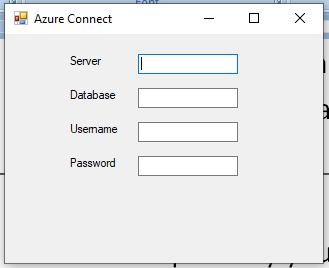 Azure Connect
Server
Database
Username
Password